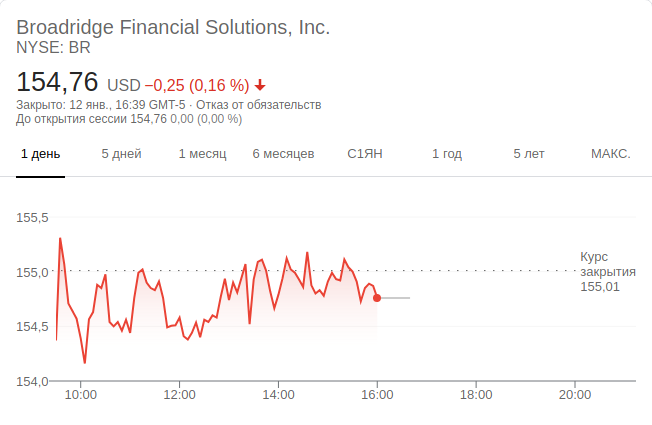 Broadridge Financial Solutions, Inc.
NYSE: BR
154,76 USD −0,25 (0,16 %)
Закрыто: 12 янв., 16:39 GMT-5 · Отказ от обязательств
До открытия сессии 154,76 0,00 (0,00 %)
1 день 5 дней 1 месяц 6 месяцев С1ЯН 1 год 5 лет МАКС.
155,5
155,0
154,5
154,0
Курс
закрытия
155,01
10:00 12:00 14:00 16:00 18:00 20:00